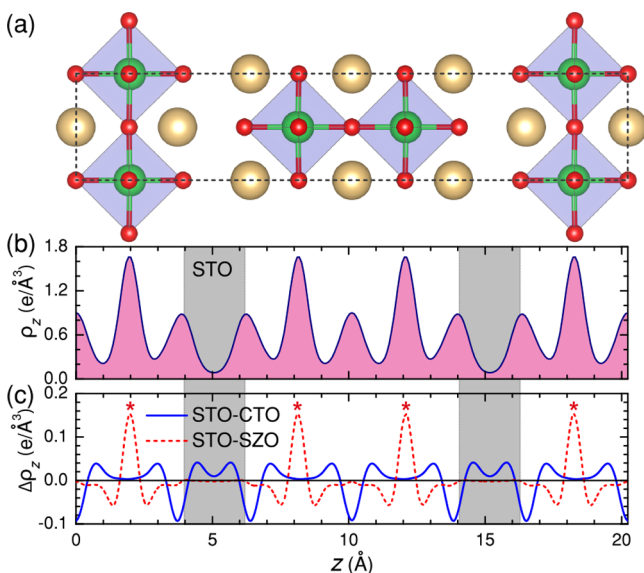 (a)
(b)
1.8
1.2
0.6
0.0
ρz (e/Å³)
STO
(c)
0.2
0.1
0.0
-0.1
Δρz (e/Å³)
* * * *
STO-CTO
STO-SZO
0 5 10 15 20
z (Å)